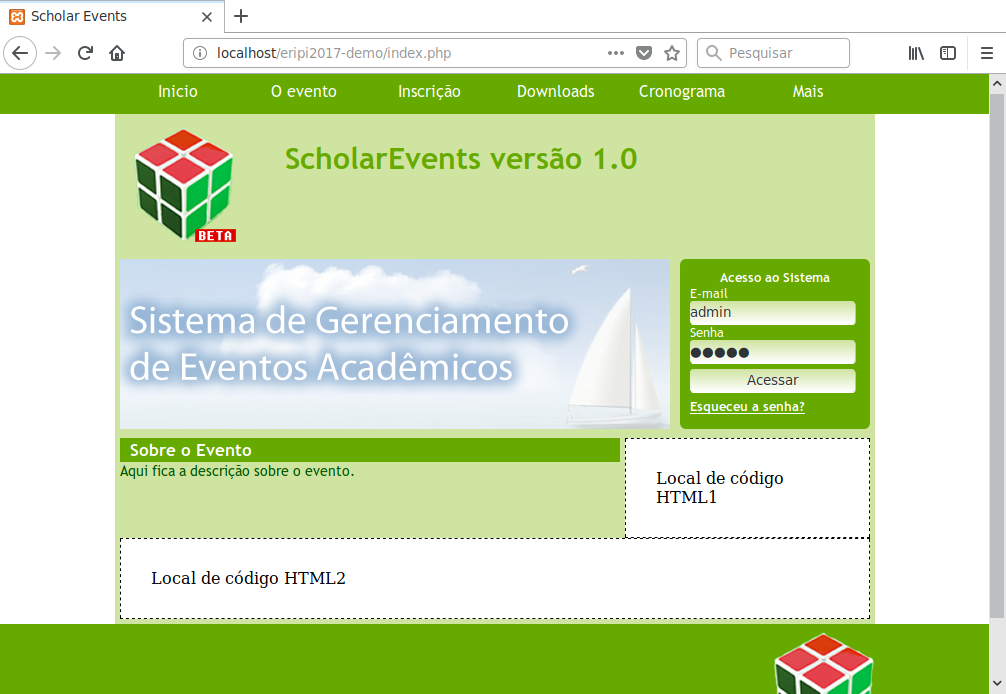 Scholar Events
localhost/eripi2017-demo/index.php
Pesquisar
Inicio O evento Inscrição Downloads Cronograma Mais
ScholarEvents versão 1.0
BETA
Sistema de Gerenciamento
de Eventos Acadêmicos
Acesso ao Sistema
E-mail
admin
Senha
●●●●●
Acessar
Esqueceu a senha?
Sobre o Evento
Aqui fica a descrição sobre o evento.
Local de código
HTML1
Local de código HTML2